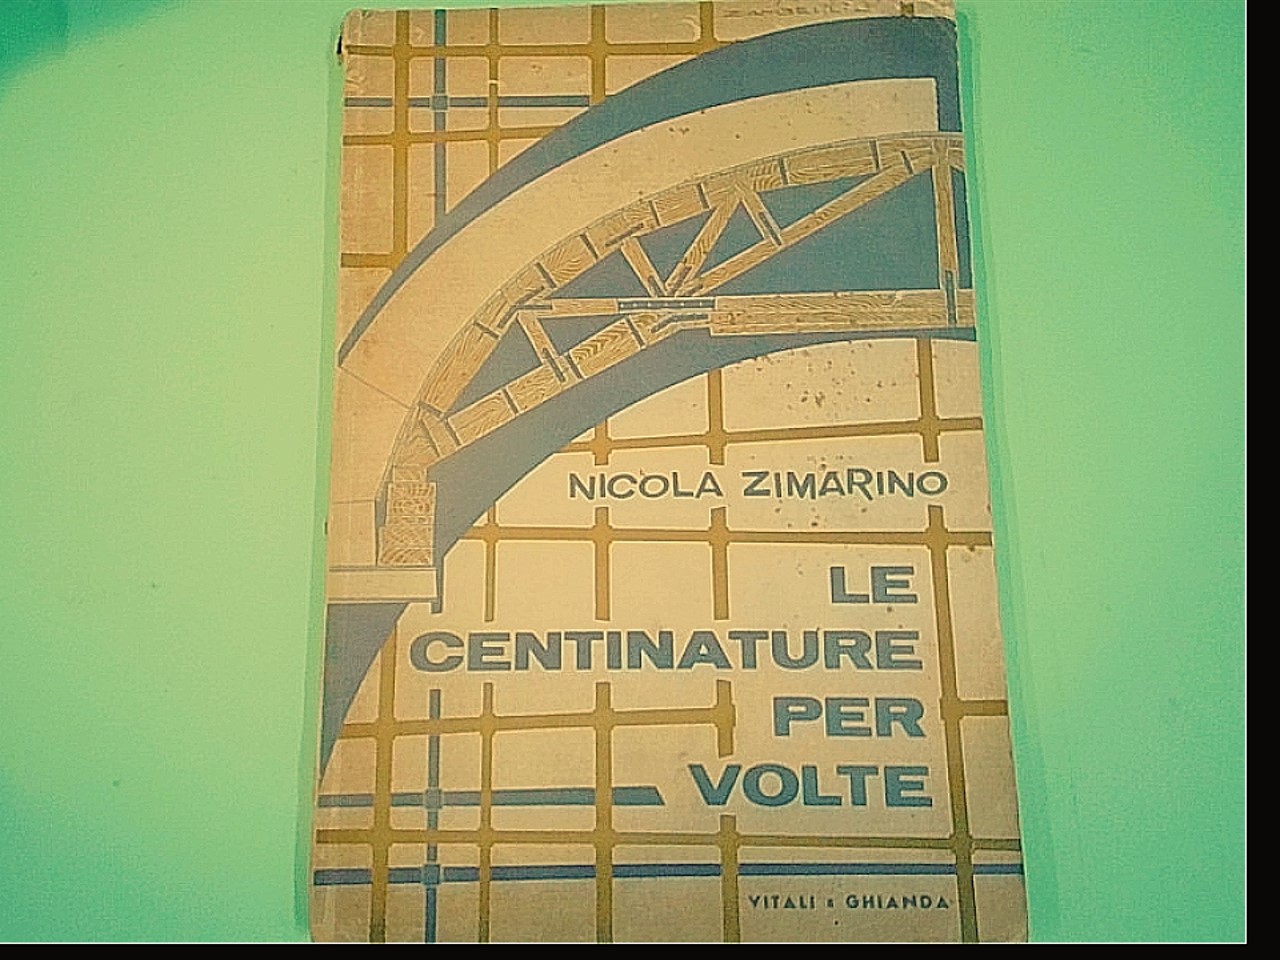 NICOLA ZIMARINO
LE
CENTINATURE
PER
VOLTE
VITALI e GHIANDA